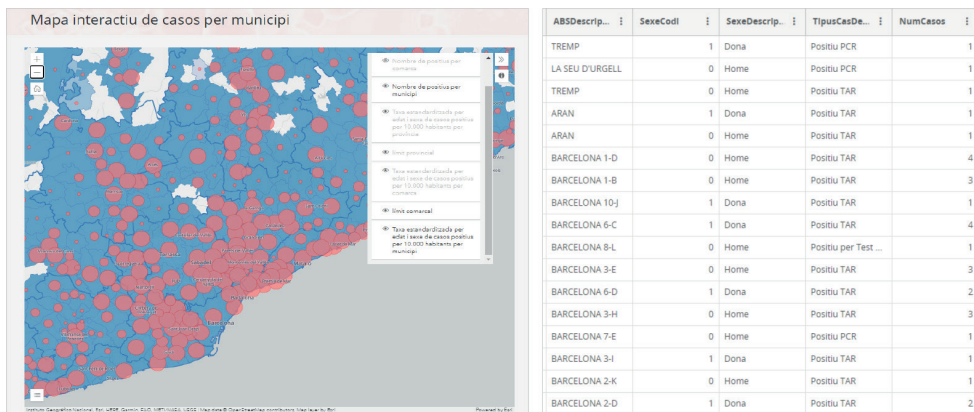 Mapa interactiu de casos per municipi
Nombre de positius per
comarca
Nombre de positius per
municipi
Taxa estandarditzada per
edat i sexe de casos positius
per 10.000 habitants per
província
límit provincial
Taxa estandarditzada per
edat i sexe de casos positius
per 10.000 habitants per
comarca
límit comarcal
Taxa estandarditzada per
edat i sexe de casos positius
per 10.000 habitants per
municipi
Sabadell
Mataró
Badalona
Barcelona
Powered by Esri
ABSDescrip... SexeCodi SexeDescrip... TipusCasDe... NumCasos
TREMP 1 Dona Positiu PCR 1
LA SEU D'URGELL 0 Home Positiu PCR 1
TREMP 0 Home Positiu TAR 1
ARAN 1 Dona Positiu TAR 1
ARAN 0 Home Positiu TAR 1
BARCELONA 1-D 0 Home Positiu TAR 4
BARCELONA 1-B 0 Home Positiu TAR 3
BARCELONA 10-J 1 Dona Positiu TAR 1
BARCELONA 6-C 1 Dona Positiu TAR 4
BARCELONA 8-L 0 Home Positiu per Test ... 1
BARCELONA 3-E 0 Home Positiu TAR 3
BARCELONA 6-D 1 Dona Positiu TAR 2
BARCELONA 3-H 0 Home Positiu TAR 3
BARCELONA 7-E 0 Home Positiu PCR 1
BARCELONA 3-I 1 Dona Positiu TAR 1
BARCELONA 2-K 0 Home Positiu TAR 1
BARCELONA 2-D 1 Dona Positiu TAR 2